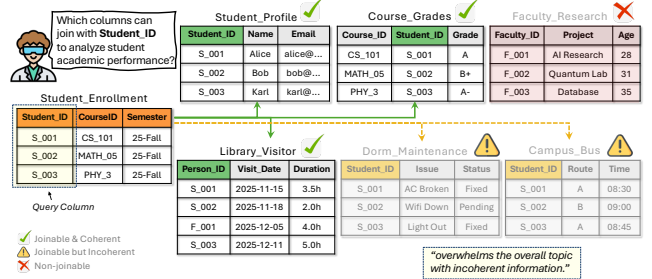 Which columns can
join with Student_ID
to analyze student
academic performance?
Student_Profile
Student_ID Name Email
S_001 Alice alice@...
S_002 Bob bob@...
S_003 Karl karl@...
Course_Grades
Course_ID Student_ID Grade
CS_101 S_001 A
MATH_05 S_002 B+
PHY_3 S_003 A-
Faculty_Research
Faculty_ID Project Age
F_001 AI Research 28
F_002 Quantum Lab 31
F_003 Database 35
Student_Enrollment
Student_ID CourseID Semester
S_001 CS_101 25-Fall
S_002 MATH_05 25-Fall
S_003 PHY_3 25-Fall
Query Column
Library_Visitor
Person_ID Visit_Date Duration
S_001 2025-11-15 3.5h
S_002 2025-11-18 2.0h
F_001 2025-12-05 4.0h
S_003 2025-12-11 5.0h
Dorm_Maintenance
Student_ID Issue Status
S_001 AC Broken Fixed
S_002 Wifi Down Pending
S_003 Light Out Fixed
Campus_Bus
Student_ID Route Time
S_001 A 08:30
S_002 B 09:00
S_003 A 08:45
Joinable & Coherent
Joinable but Incoherent
Non-joinable
"overwhelms the overall topic
with incoherent information."